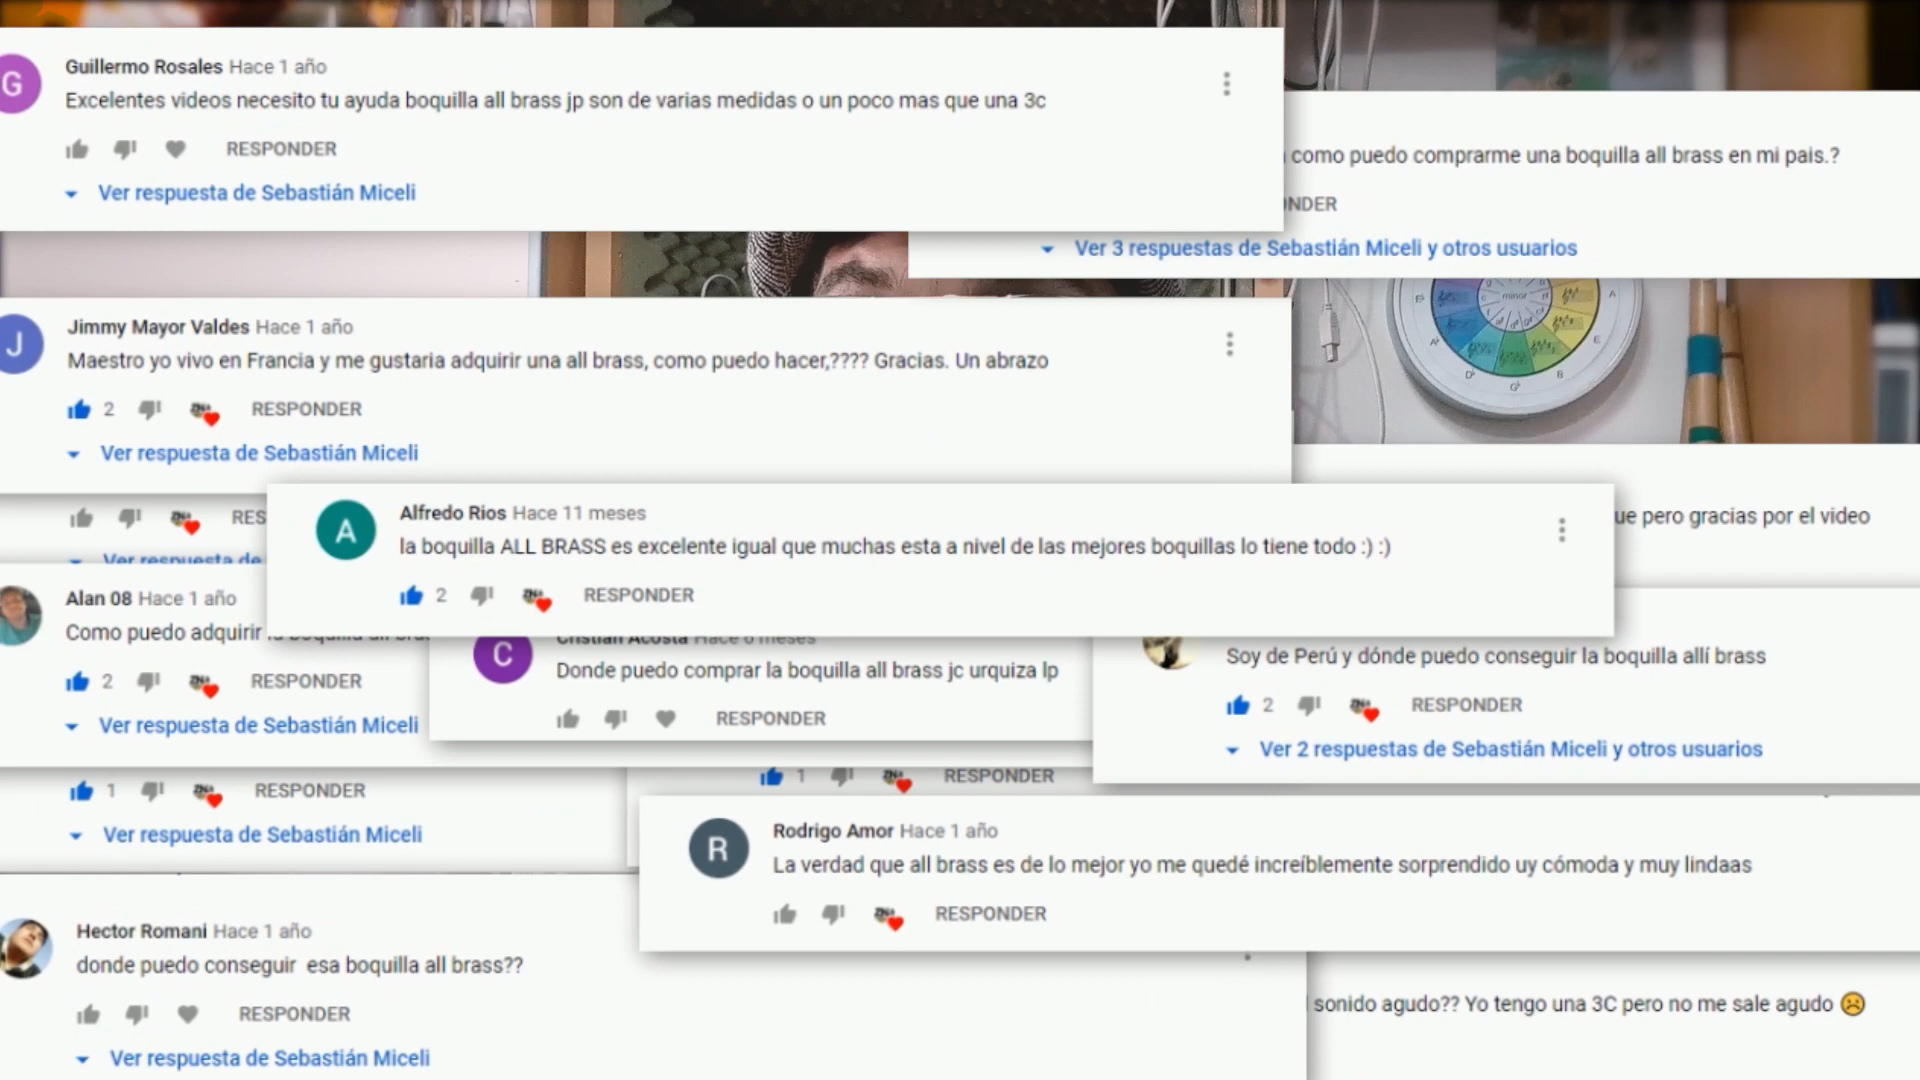 Guillermo Rosales Hace 1 año
Excelentes videos necesito tu ayuda boquilla all brass jp son de varias medidas o un poco mas que una 3c
RESPONDER
Ver respuesta de Sebastián Miceli
como puedo comprarme una boquilla all brass en mi pais.?
NDER
Ver 3 respuestas de Sebastián Miceli y otros usuarios
minor
A
E
B
G♭
D♭
A♭
E♭
J
Jimmy Mayor Valdes Hace 1 año
Maestro yo vivo en Francia y me gustaria adquirir una all brass, como puedo hacer,???? Gracias. Un abrazo
2 RESPONDER
Ver respuesta de Sebastián Miceli
RES
Ver respuesta de
A
Alfredo Rios Hace 11 meses
la boquilla ALL BRASS es excelente igual que muchas esta a nivel de las mejores boquillas lo tiene todo :) :)
2 RESPONDER
ue pero gracias por el video
Alan 08 Hace 1 año
Como puedo adquirir
2 RESPONDER
Ver respuesta de Sebastián Miceli
C
Cristian Acosta Hace 6 meses
Donde puedo comprar la boquilla all brass jc urquiza lp
RESPONDER
Soy de Perú y dónde puedo conseguir la boquilla allí brass
2 RESPONDER
Ver 2 respuestas de Sebastián Miceli y otros usuarios
1 RESPONDER
Ver respuesta de Sebastián Miceli
1 RESPONDER
R
Rodrigo Amor Hace 1 año
La verdad que all brass es de lo mejor yo me quedé increíblemente sorprendido uy cómoda y muy lindaas
RESPONDER
Hector Romani Hace 1 año
donde puedo conseguir esa boquilla all brass??
RESPONDER
Ver respuesta de Sebastián Miceli
sonido agudo?? Yo tengo una 3C pero no me sale agudo ☹
G